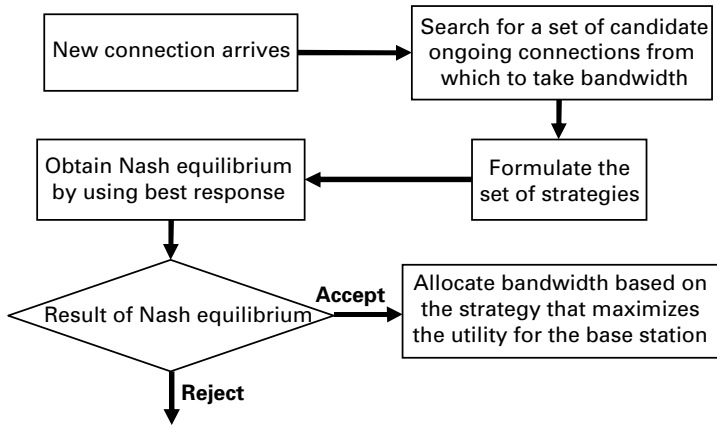 New connection arrives
Search for a set of candidate
ongoing connections from
which to take bandwidth
Obtain Nash equilibrium
by using best response
Formulate the
set of strategies
Result of Nash equilibrium
Accept
Allocate bandwidth based on
the strategy that maximizes
the utility for the base station
Reject